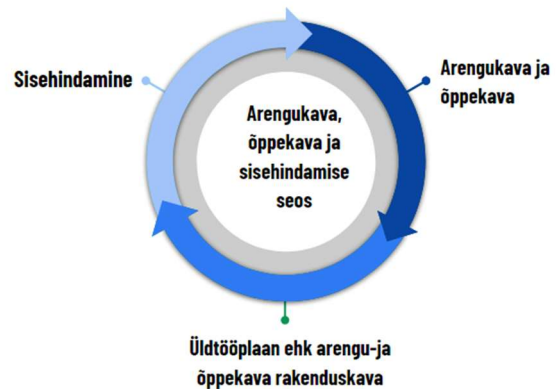 Sisehindamine
Arengukava ja
õppekava
Arengukava,
õppekava ja
sisehindamise
seos
Üldtööplaan ehk arengu-ja
õppekava rakenduskava